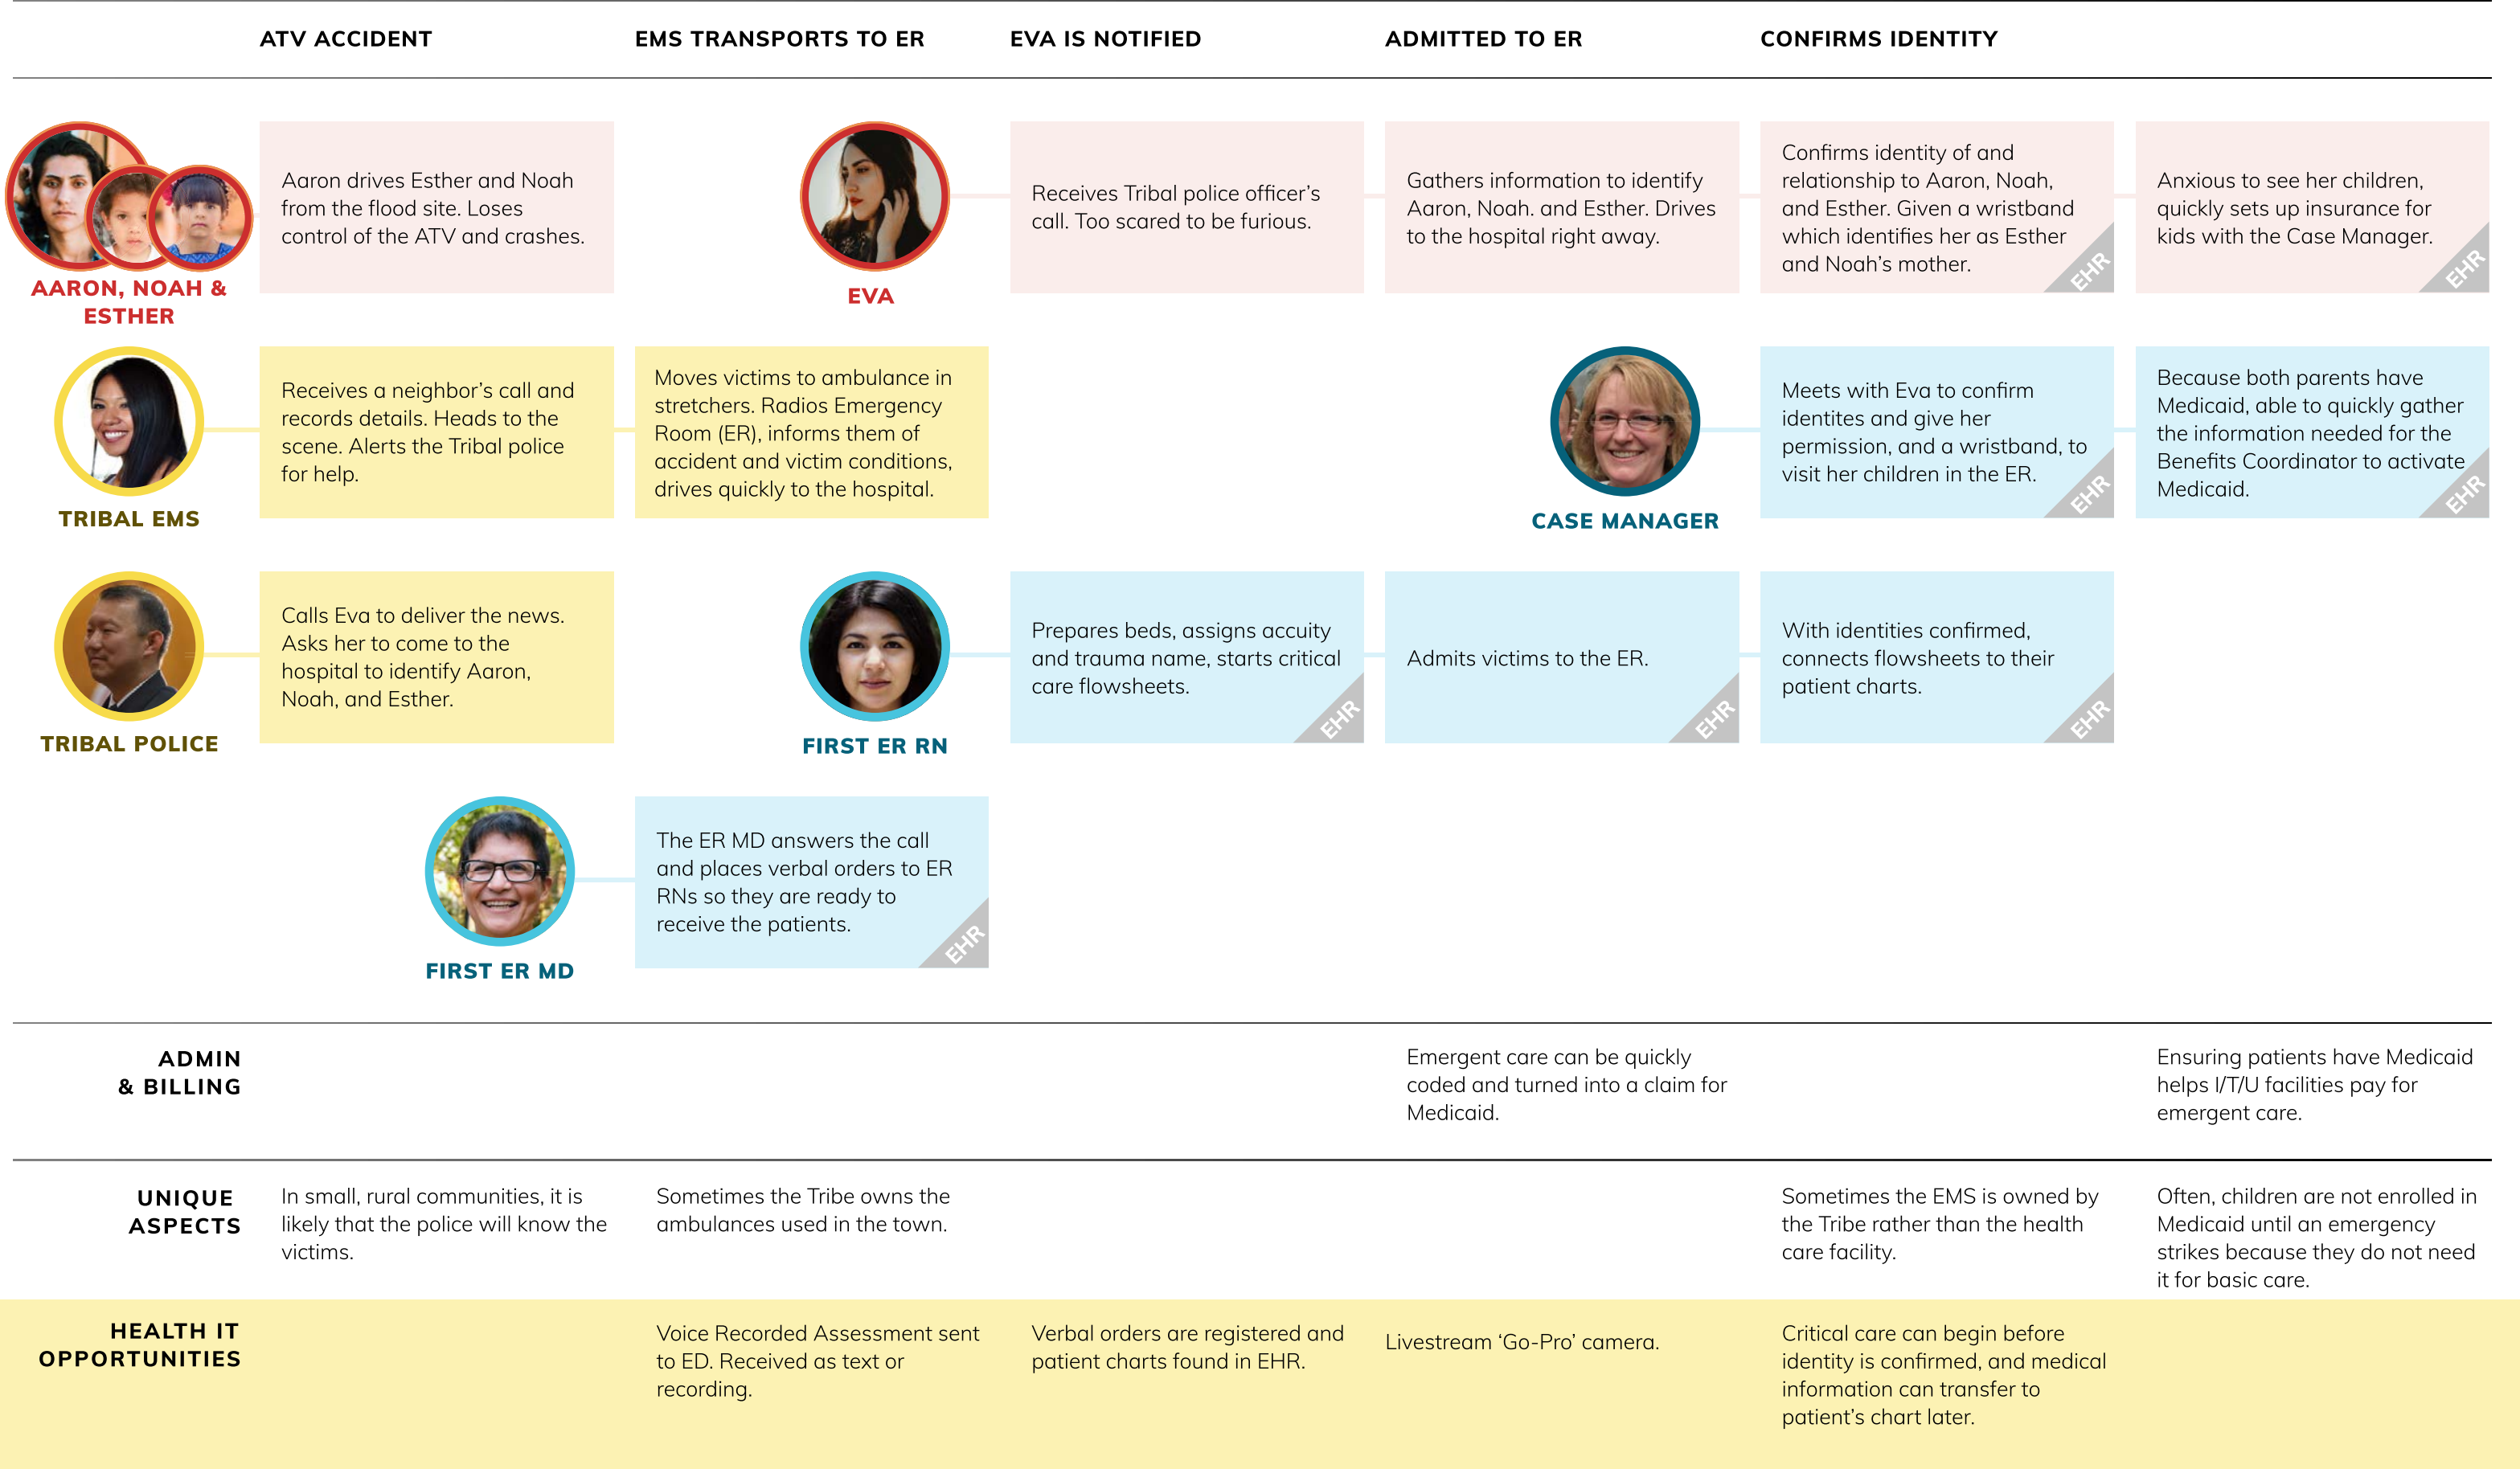 ATV ACCIDENT
EMS TRANSPORTS TO ER
EVA IS NOTIFIED
ADMITTED TO ER
CONFIRMS IDENTITY
AARON, NOAH &
ESTHER
Aaron drives Esther and Noah
from the flood site. Loses
control of the ATV and crashes.
EVA
Receives Tribal police officer's
call. Too scared to be furious.
Gathers information to identify
Aaron, Noah. and Esther. Drives
to the hospital right away.
Confirms identity of and
relationship to Aaron, Noah,
and Esther. Given a wristband
which identifies her as Esther
and Noah's mother.
EHR
Anxious to see her children,
quickly sets up insurance for
kids with the Case Manager.
EHR
TRIBAL EMS
Receives a neighbor's call and
records details. Heads to the
scene. Alerts the Tribal police
for help.
Moves victims to ambulance in
stretchers. Radios Emergency
Room (ER), informs them of
accident and victim conditions,
drives quickly to the hospital.
CASE MANAGER
Meets with Eva to confirm
identites and give her
permission, and a wristband, to
visit her children in the ER.
EHR
Because both parents have
Medicaid, able to quickly gather
the information needed for the
Benefits Coordinator to activate
Medicaid.
EHR
TRIBAL POLICE
Calls Eva to deliver the news.
Asks her to come to the
hospital to identify Aaron,
Noah, and Esther.
FIRST ER RN
Prepares beds, assigns accuity
and trauma name, starts critical
care flowsheets.
EHR
Admits victims to the ER.
EHR
With identities confirmed,
connects flowsheets to their
patient charts.
EHR
FIRST ER MD
The ER MD answers the call
and places verbal orders to ER
RNs so they are ready to
receive the patients.
EHR
ADMIN
& BILLING
Emergent care can be quickly
coded and turned into a claim for
Medicaid.
Ensuring patients have Medicaid
helps I/T/U facilities pay for
emergent care.
UNIQUE
ASPECTS
In small, rural communities, it is
likely that the police will know the
victims.
Sometimes the Tribe owns the
ambulances used in the town.
Sometimes the EMS is owned by
the Tribe rather than the health
care facility.
Often, children are not enrolled in
Medicaid until an emergency
strikes because they do not need
it for basic care.
HEALTH IT
OPPORTUNITIES
Voice Recorded Assessment sent
to ED. Received as text or
recording.
Verbal orders are registered and
patient charts found in EHR.
Livestream ‘Go-Pro’ camera.
Critical care can begin before
identity is confirmed, and medical
information can transfer to
patient's chart later.